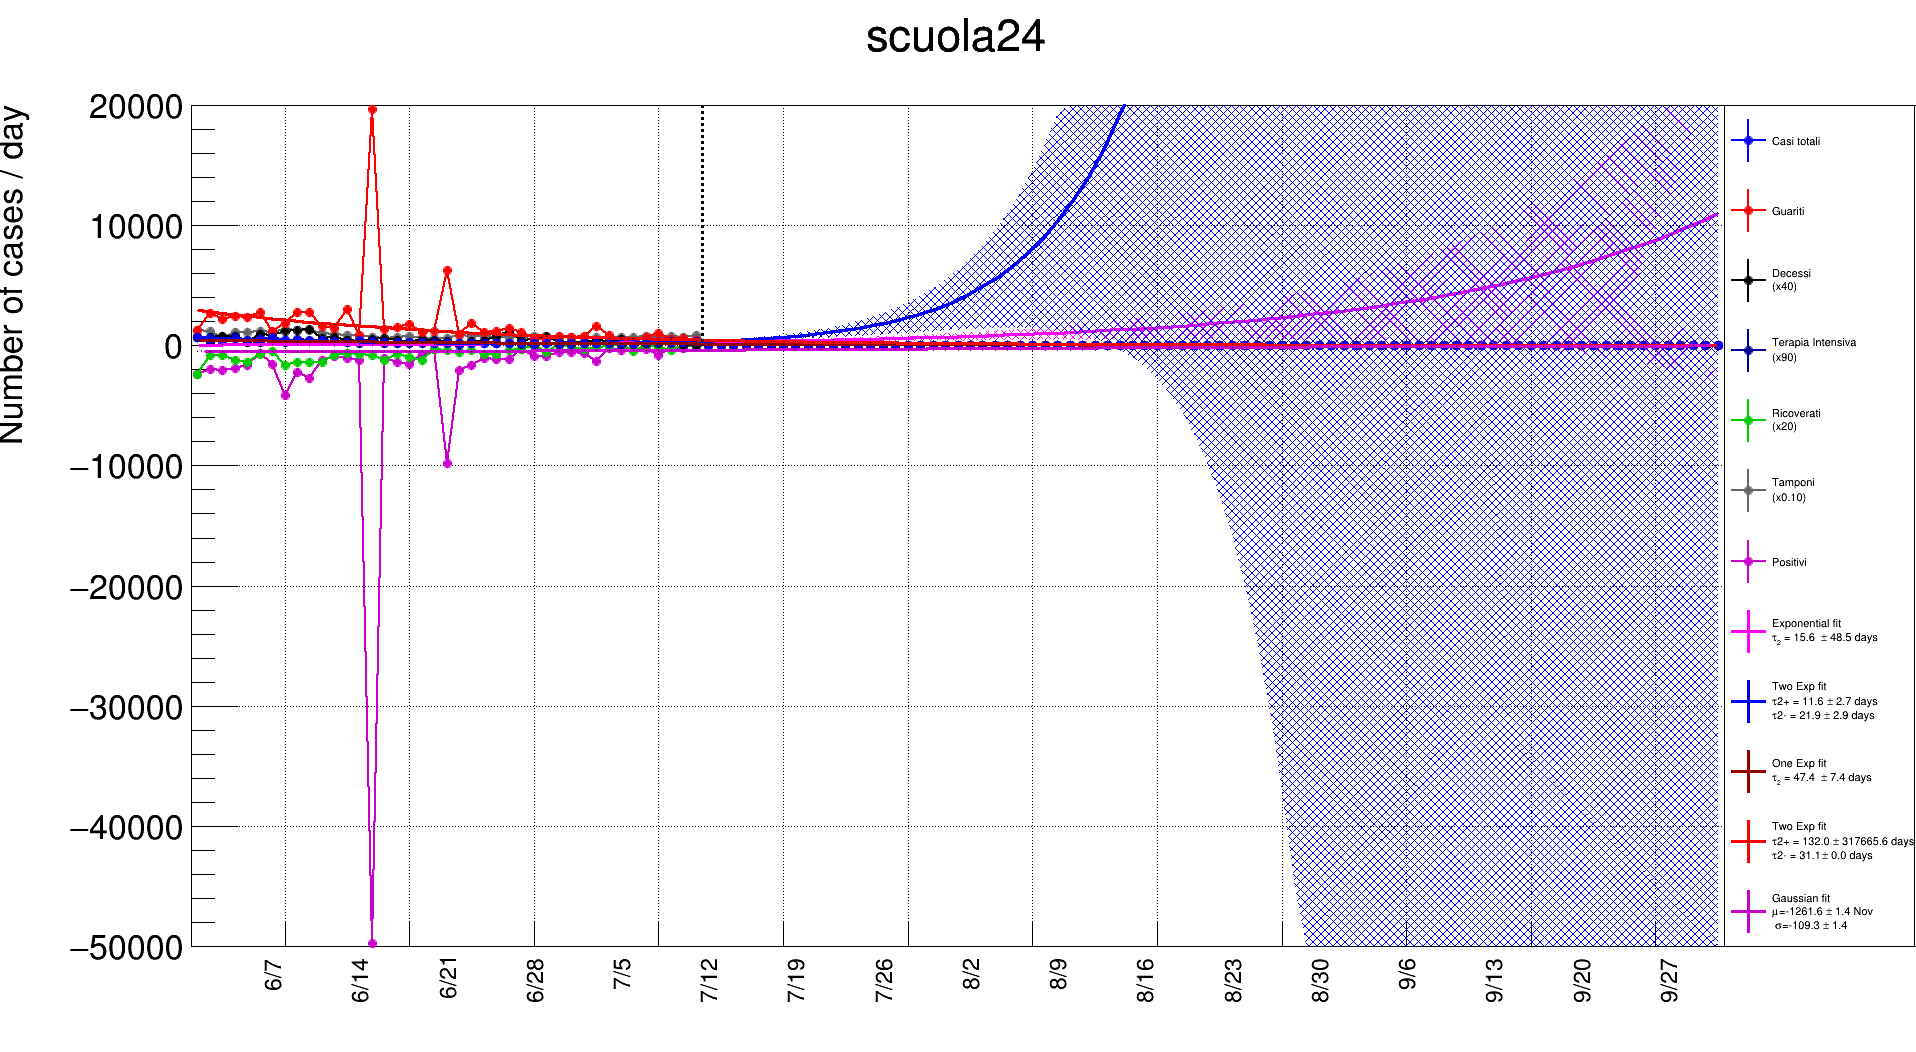 scuola24
Number of cases / day
20000
10000
0
−10000
−20000
−30000
−40000
−50000
6/7
6/14
6/21
6/28
7/5
7/12
7/19
7/26
8/2
8/9
8/16
8/23
8/30
9/6
9/13
9/20
9/27
Casi totali
Guariti
Decessi
(x40)
Terapia Intensiva
(x90)
Ricoverati
(x20)
Tamponi
(x0.10)
Positivi
Exponential fit
τ₂ = 15.6 ± 48.5 days
Two Exp fit
τ2+ = 11.6 ± 2.7 days
τ2- = 21.9 ± 2.9 days
One Exp fit
τ₂ = 47.4 ± 7.4 days
Two Exp fit
τ2+ = 132.0 ± 317665.6 days
τ2- = 31.1 ± 0.0 days
Gaussian fit
μ=-1261.6 ± 1.4 Nov
σ=-109.3 ± 1.4